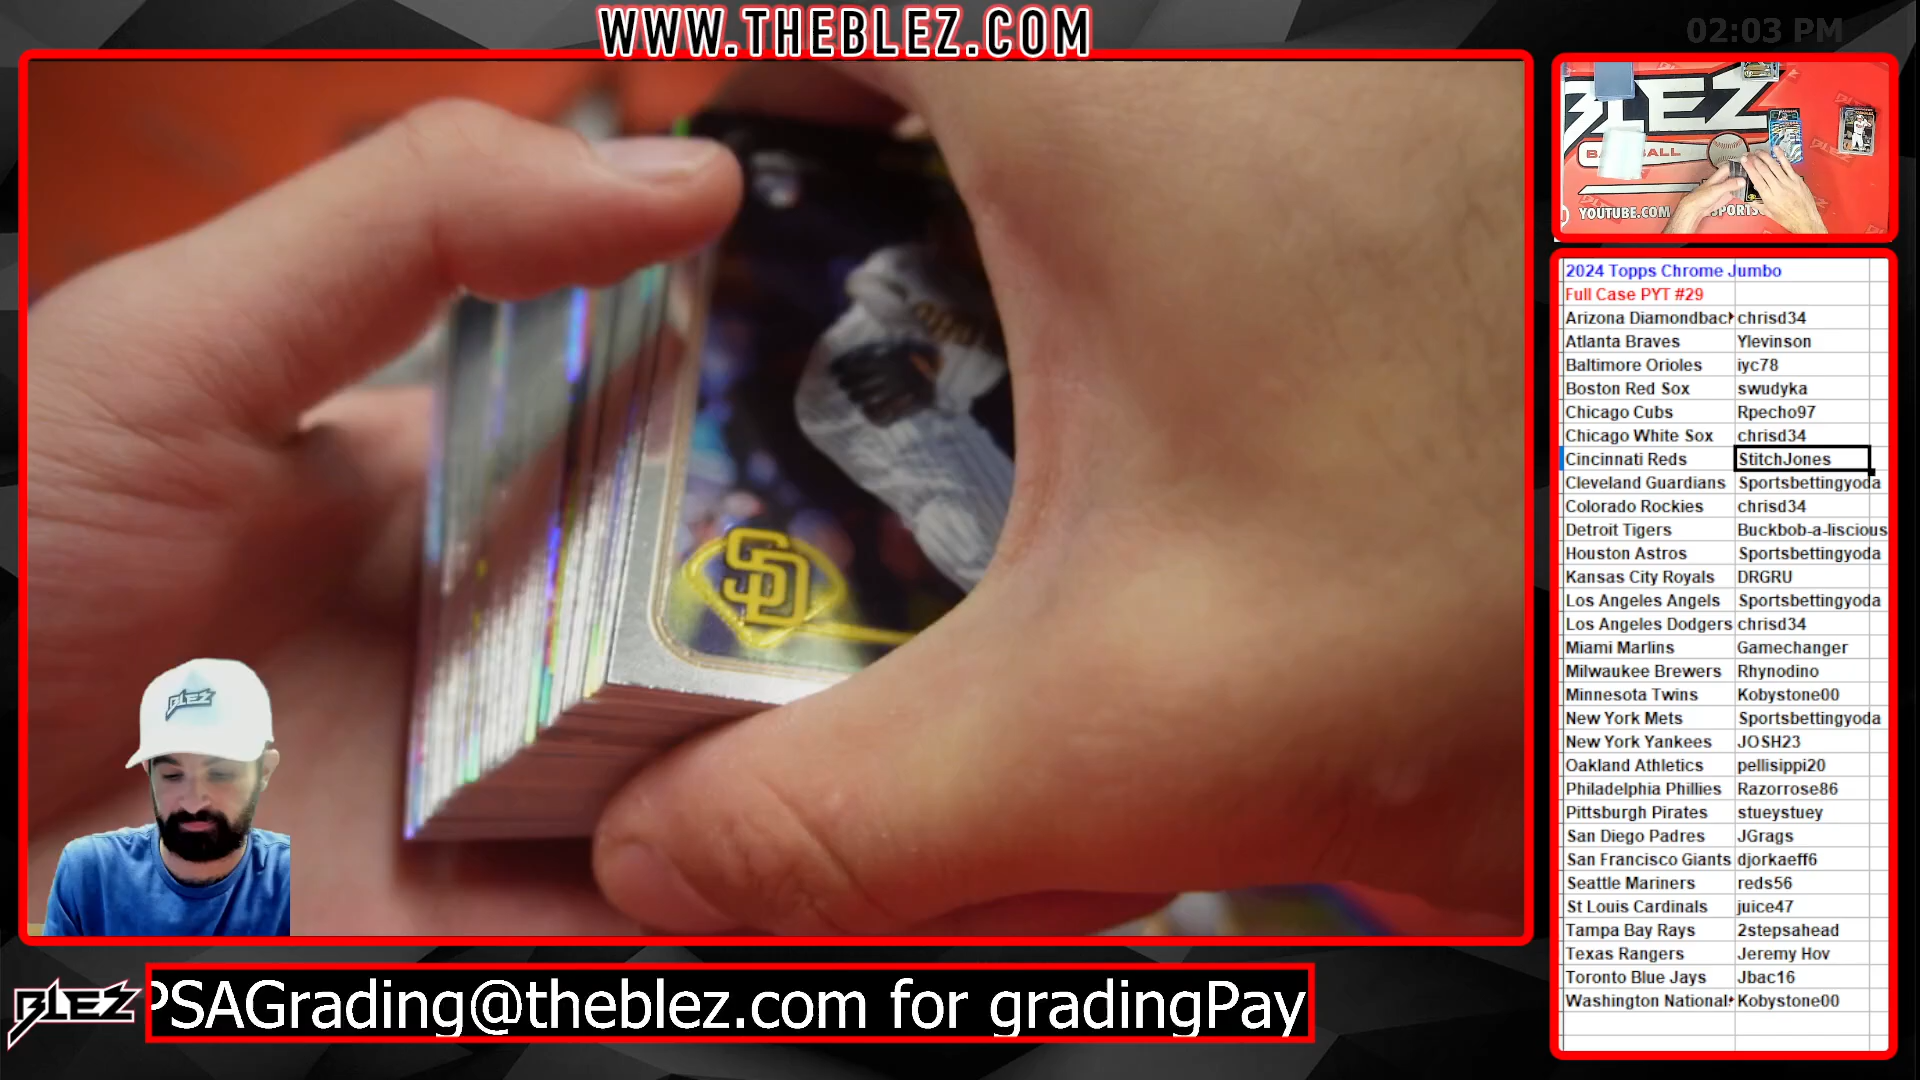 WWW.THEBLEZ.COM
02:03 PM
BLEZ
YOUTUBE.COM
SD
BLEZ
2024 Topps Chrome Jumbo
Full Case PYT #29
Arizona Diamondbac chrisd34
Atlanta Braves Ylevinson
Baltimore Orioles iyc78
Boston Red Sox swudyka
Chicago Cubs Rpecho97
Chicago White Sox chrisd34
Cincinnati Reds StitchJones
Cleveland Guardians Sportsbettingyoda
Colorado Rockies chrisd34
Detroit Tigers Buckbob-a-liscious
Houston Astros Sportsbettingyoda
Kansas City Royals DRGRU
Los Angeles Angels Sportsbettingyoda
Los Angeles Dodgers chrisd34
Miami Marlins Gamechanger
Milwaukee Brewers Rhynodino
Minnesota Twins Kobystone00
New York Mets Sportsbettingyoda
New York Yankees JOSH23
Oakland Athletics pellisippi20
Philadelphia Phillies Razorrose86
Pittsburgh Pirates stueystuey
San Diego Padres JGrags
San Francisco Giants djorkaeff6
Seattle Mariners reds56
St Louis Cardinals juice47
Tampa Bay Rays 2stepsahead
Texas Rangers Jeremy Hov
Toronto Blue Jays Jbac16
Washington National Kobystone00
BLEZ
PSAGrading@theblez.com for gradingPay